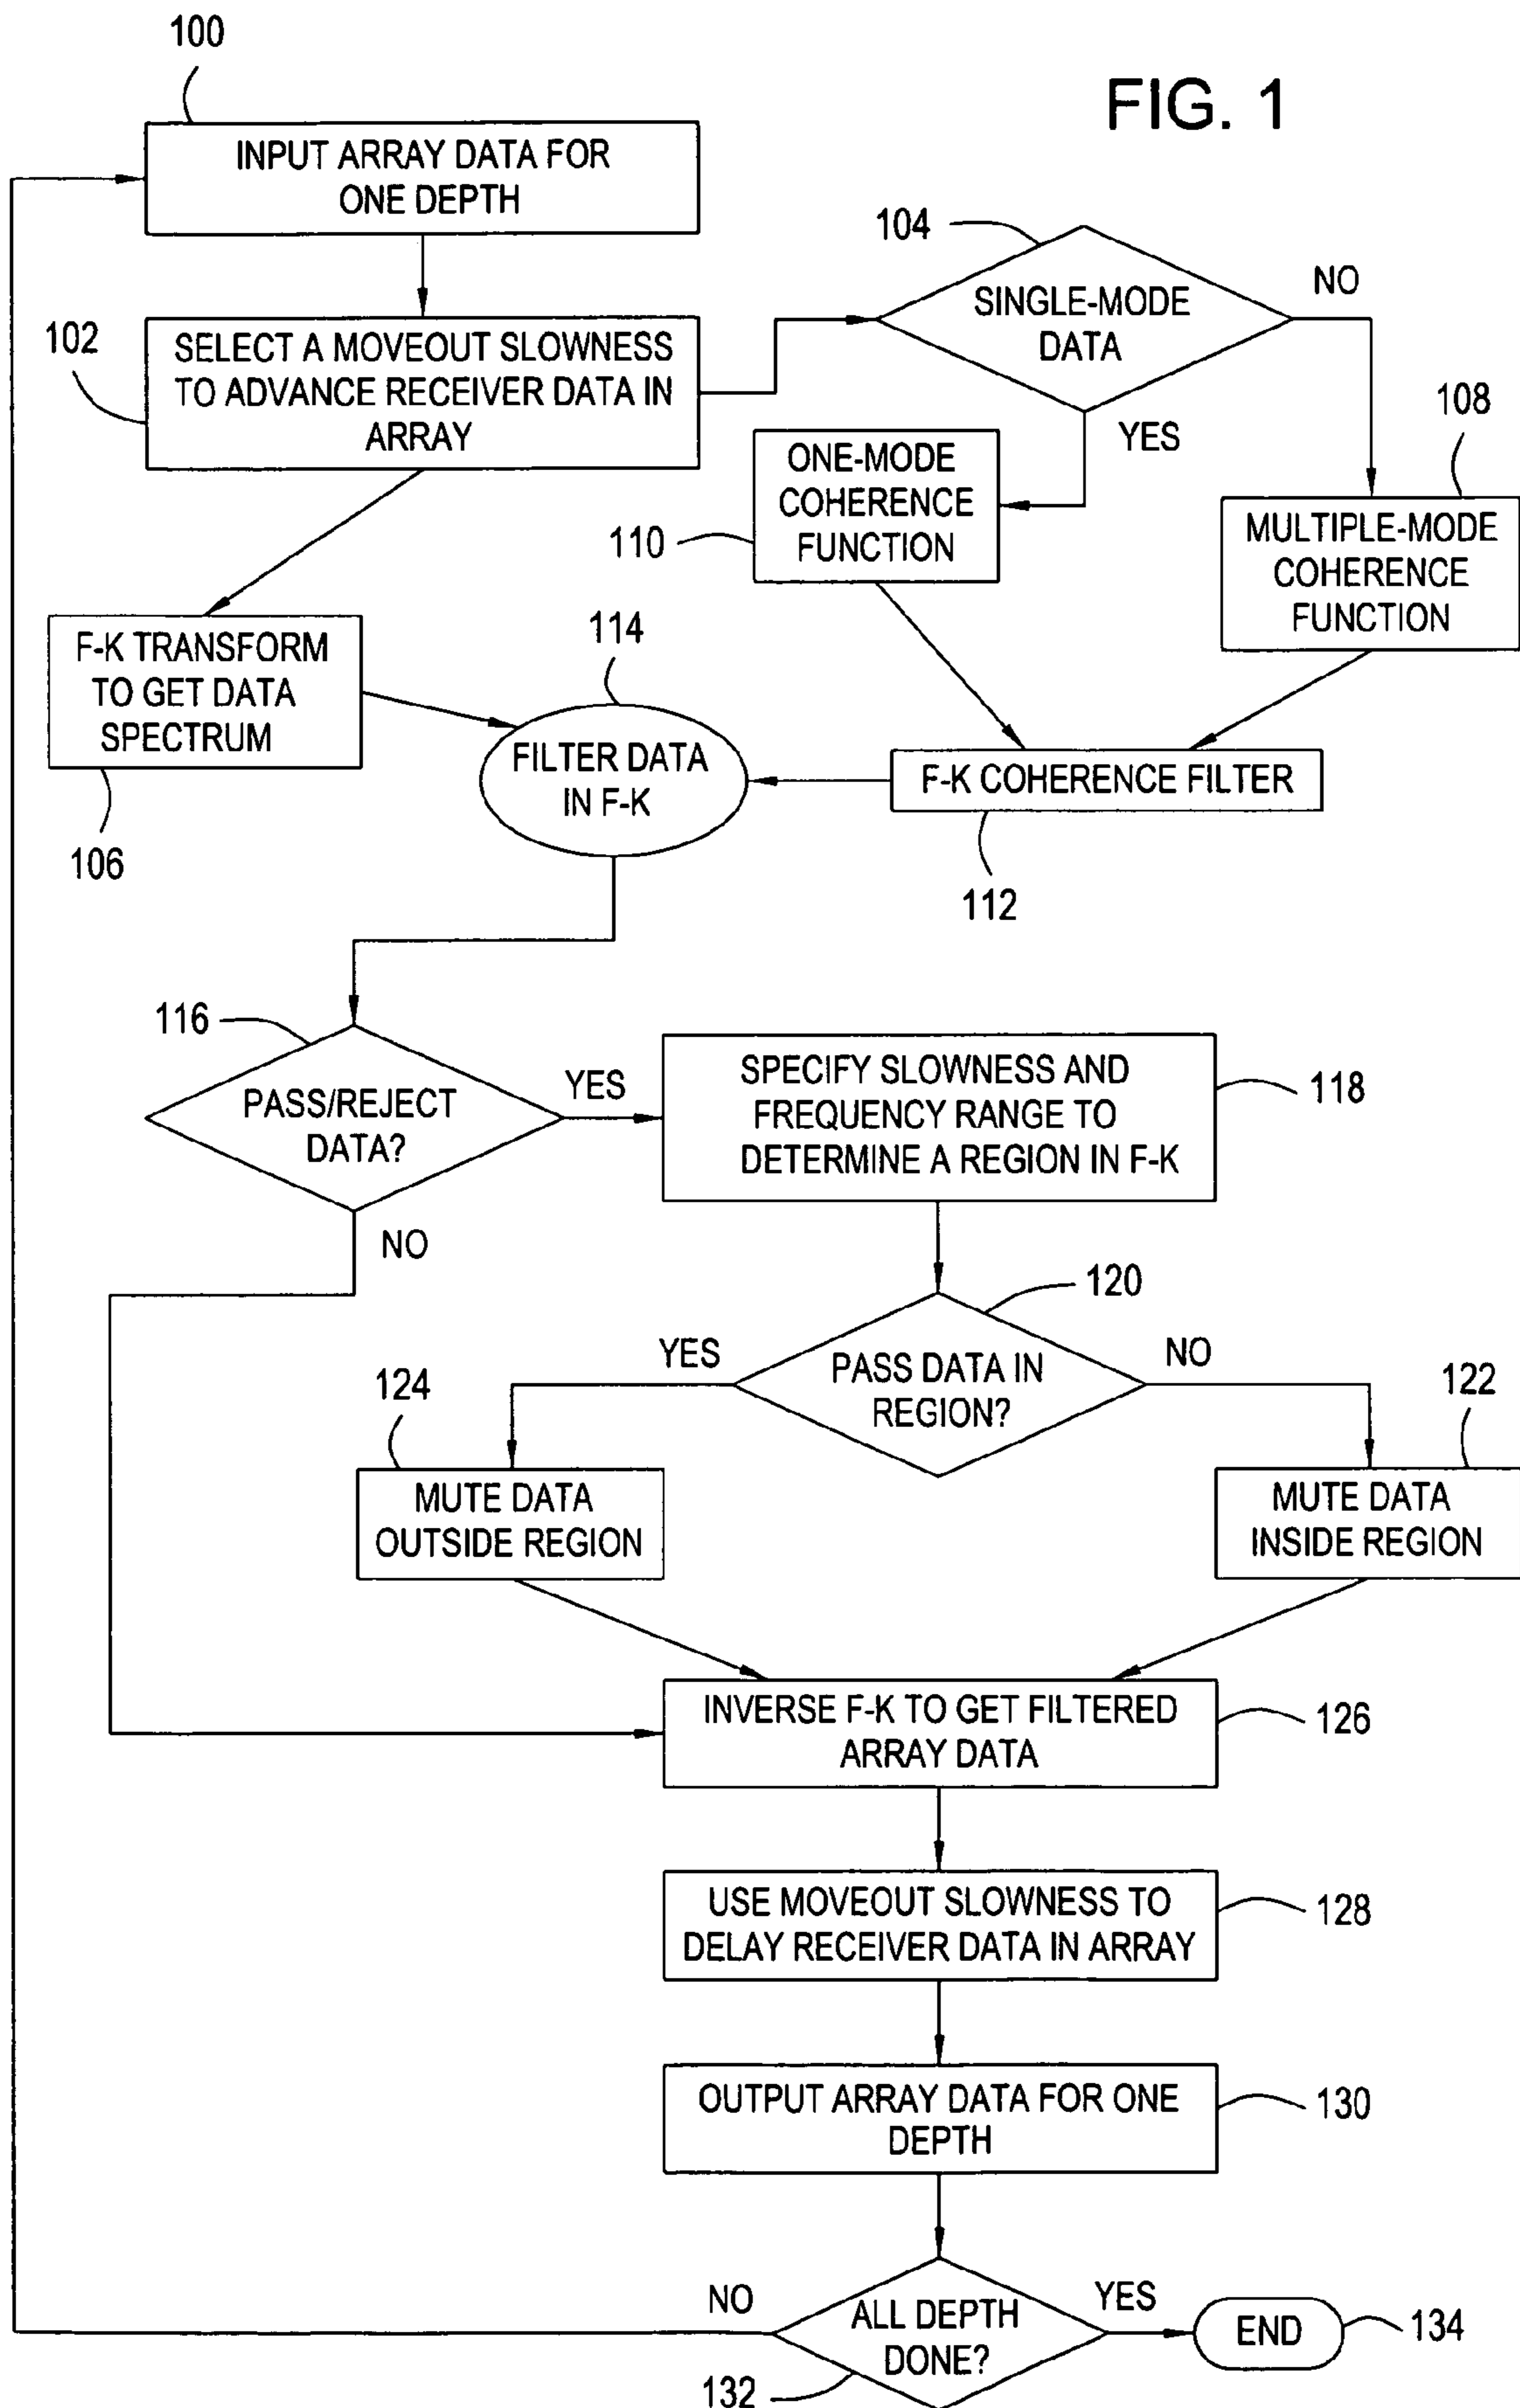 FIG. 1
100
INPUT ARRAY DATA FOR
ONE DEPTH
102
SELECT A MOVEOUT SLOWNESS
TO ADVANCE RECEIVER DATA IN
ARRAY
104
SINGLE-MODE
DATA
NO
YES
108
MULTIPLE-MODE
COHERENCE
FUNCTION
110
ONE-MODE
COHERENCE
FUNCTION
106
F-K TRANSFORM
TO GET DATA
SPECTRUM
114
FILTER DATA
IN F-K
F-K COHERENCE FILTER
112
116
PASS/REJECT
DATA?
YES
NO
SPECIFY SLOWNESS AND
FREQUENCY RANGE TO
DETERMINE A REGION IN F-K
118
120
PASS DATA IN
REGION?
YES
NO
124
MUTE DATA
OUTSIDE REGION
122
MUTE DATA
INSIDE REGION
INVERSE F-K TO GET FILTERED
ARRAY DATA
126
USE MOVEOUT SLOWNESS TO
DELAY RECEIVER DATA IN ARRAY
128
OUTPUT ARRAY DATA FOR ONE
DEPTH
130
NO
ALL DEPTH
DONE?
YES
132
END
134